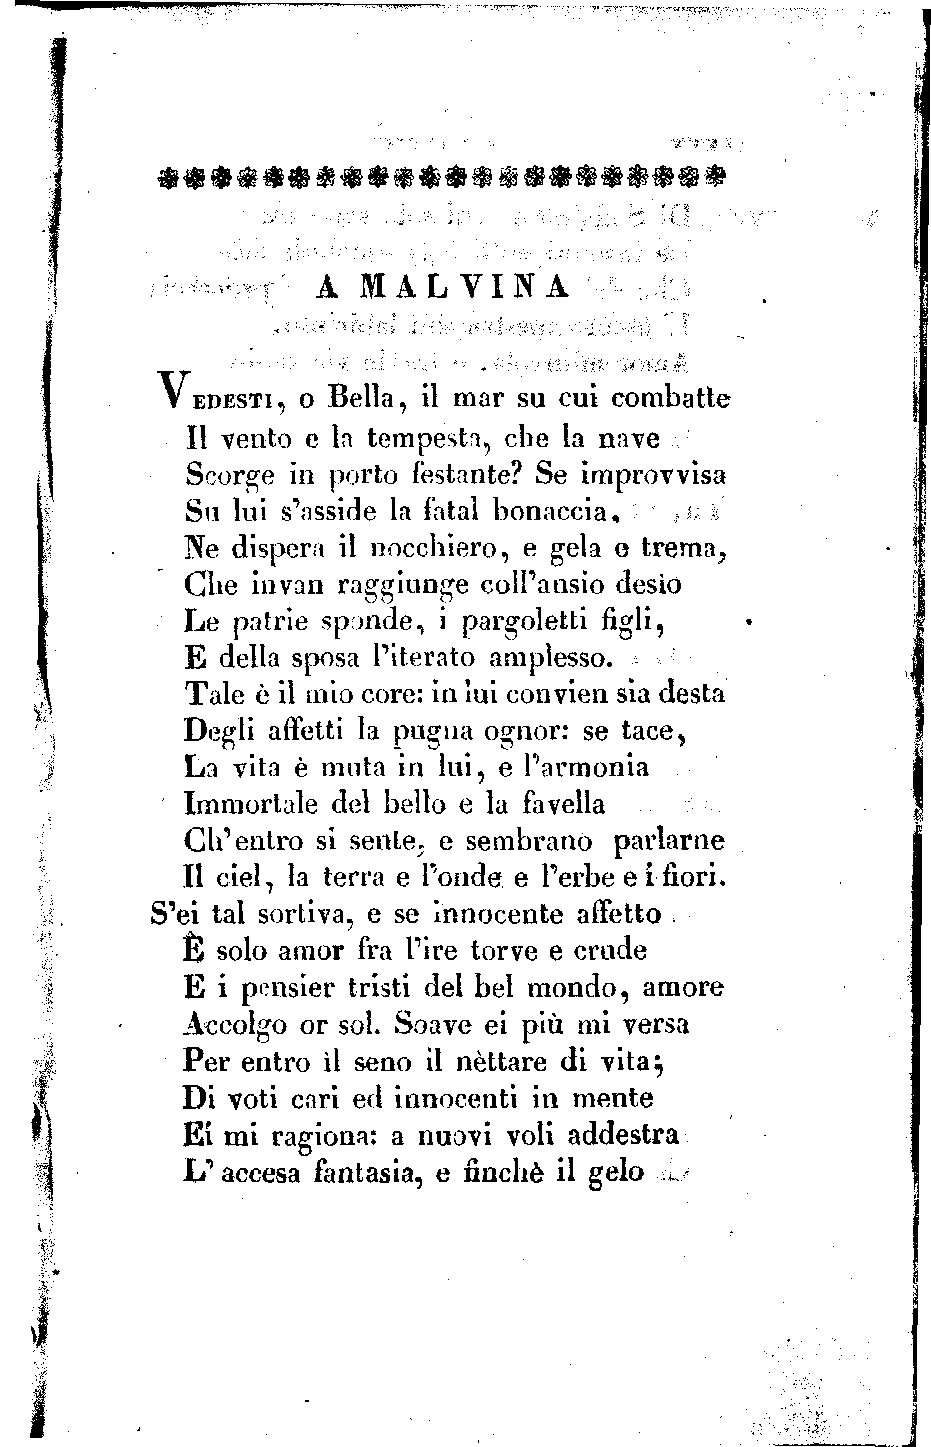 A MALVINA
VEDESTI, o Bella, il mar su cui combatte
Il vento e la tempesta, che la nave
Scorge in porto festante? Se improvvisa
Su lui s'asside la fatal bonaccia,
Ne dispera il nocchiero, e gela e trema,
Che invan raggiunge coll'ansio desio
Le patrie sponde, i pargoletti figli,
E della sposa l'iterato amplesso.
Tale è il mio core: in lui convien sia desta
Degli affetti la pugna ognor: se tace,
La vita è muta in lui, e l'armonia
Immortale del bello e la favella
Ch'entro si sente, e sembrano parlarne
Il ciel, la terra e l'onde e l'erbe e i fiori.
S'ei tal sortiva, e se innocente affetto
È solo amor fra l'ire torve e crude
E i pensier tristi del bel mondo, amore
Accolgo or sol. Soave ei più mi versa
Per entro il seno il nèttare di vita;
Di voti cari ed innocenti in mente
Ei mi ragiona: a nuovi voli addestra
L'accesa fantasia, e finchè il gelo